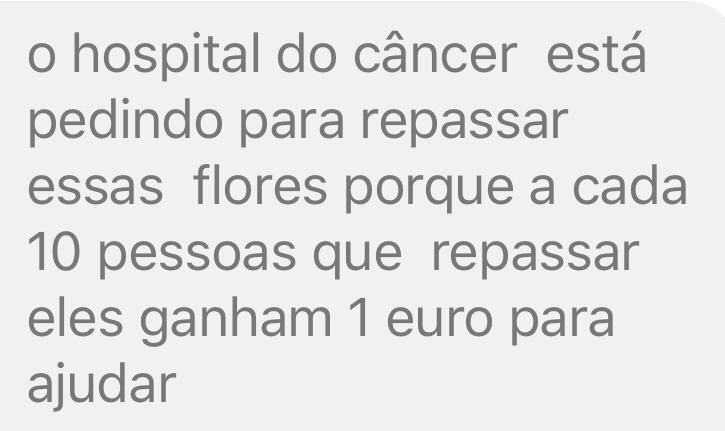 o hospital do câncer  está
pedindo para repassar
essas  flores porque a cada
10 pessoas que  repassar
eles ganham 1 euro para
ajudar